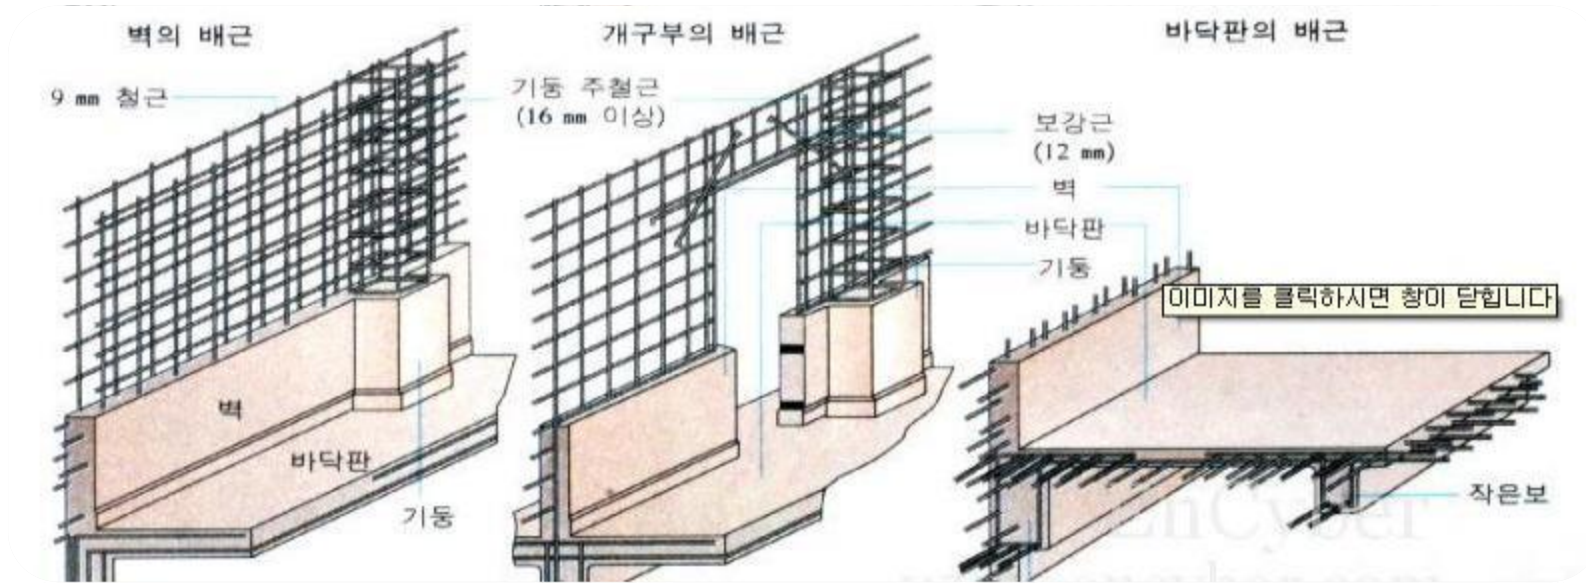 벽의 배근
개구부의 배근
바닥판의 배근
9 mm 철근
기둥 주철근
(16 mm 이상)
보강근
(12 mm)
벽
바닥판
기둥
이미지를 클릭하시면 창이 닫힙니다
벽
바닥판
기둥
작은보
EnCyber